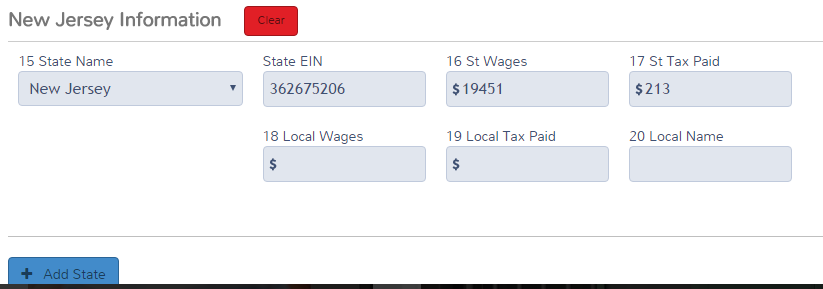 New Jersey Information Clear
15 State Name State EIN 16 St Wages 17 St Tax Paid
New Jersey 362675206 $19451 $213
18 Local Wages 19 Local Tax Paid 20 Local Name
$ $
+ Add State